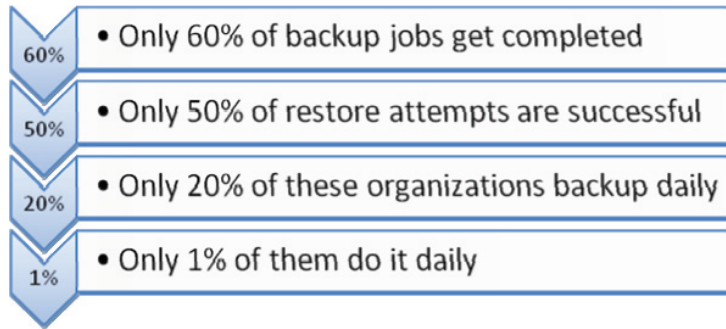 60% • Only 60% of backup jobs get completed
50% • Only 50% of restore attempts are successful
20% • Only 20% of these organizations backup daily
1% • Only 1% of them do it daily